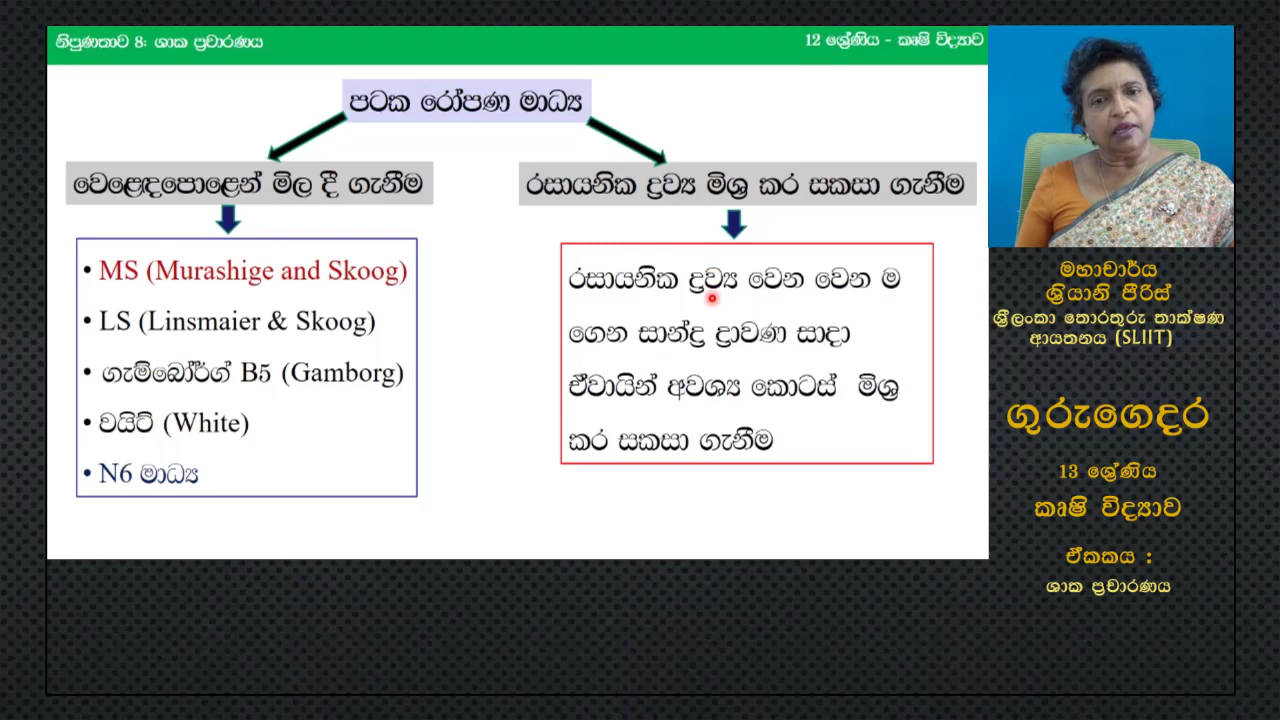 නිපුණතාව 8: ශාක ප්‍රචාරණය
12 ශ්‍රේණිය - කෘෂි විද්‍යාව
පටක රෝපණ මාධ්‍ය
වෙළෙඳපොළෙන් මිල දී ගැනීම
• MS (Murashige and Skoog)
• LS (Linsmaier & Skoog)
• ගැම්බෝර්ග් B5 (Gamborg)
• වයිට් (White)
• N6 මාධ්‍ය
රසායනික ද්‍රව්‍ය මිශ්‍ර කර සකසා ගැනීම
රසායනික ද්‍රව්‍ය වෙන වෙන ම
ගෙන සාන්ද්‍ර ද්‍රාවණ සාදා
ඒවායින් අවශ්‍ය කොටස් මිශ්‍ර
කර සකසා ගැනීම
මහාචාර්ය
ශ්‍රියානි පීරිස්
ශ්‍රී ලංකා තොරතුරු තාක්ෂණ
ආයතනය (SLIIT)
ගුරුගෙදර
13 ශ්‍රේණිය
කෘෂි විද්‍යාව
ඒකකය :
ශාක ප්‍රචාරණය